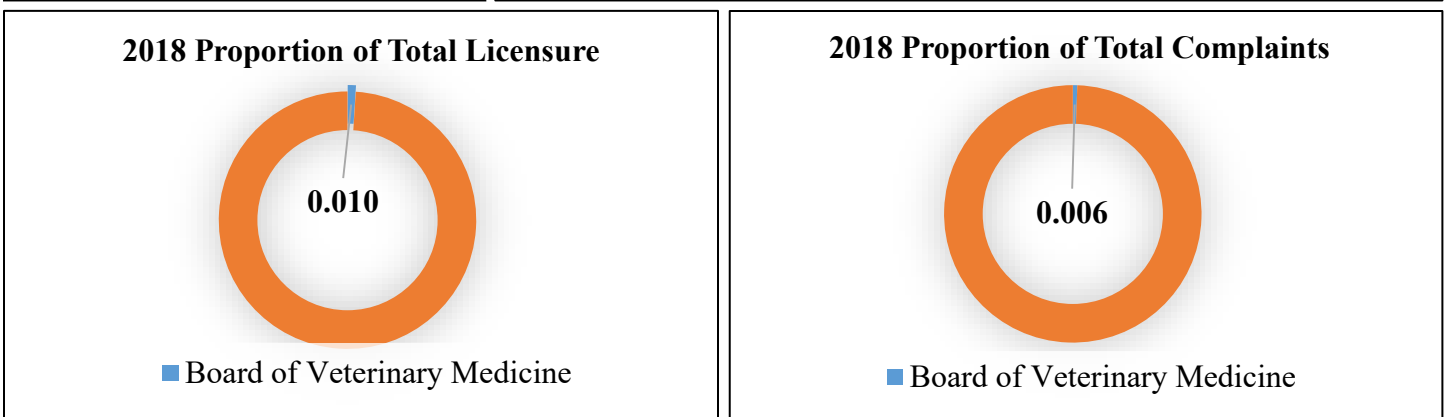 2018 Proportion of Total Licensure
0.010
Board of Veterinary Medicine
2018 Proportion of Total Complaints
0.006
Board of Veterinary Medicine